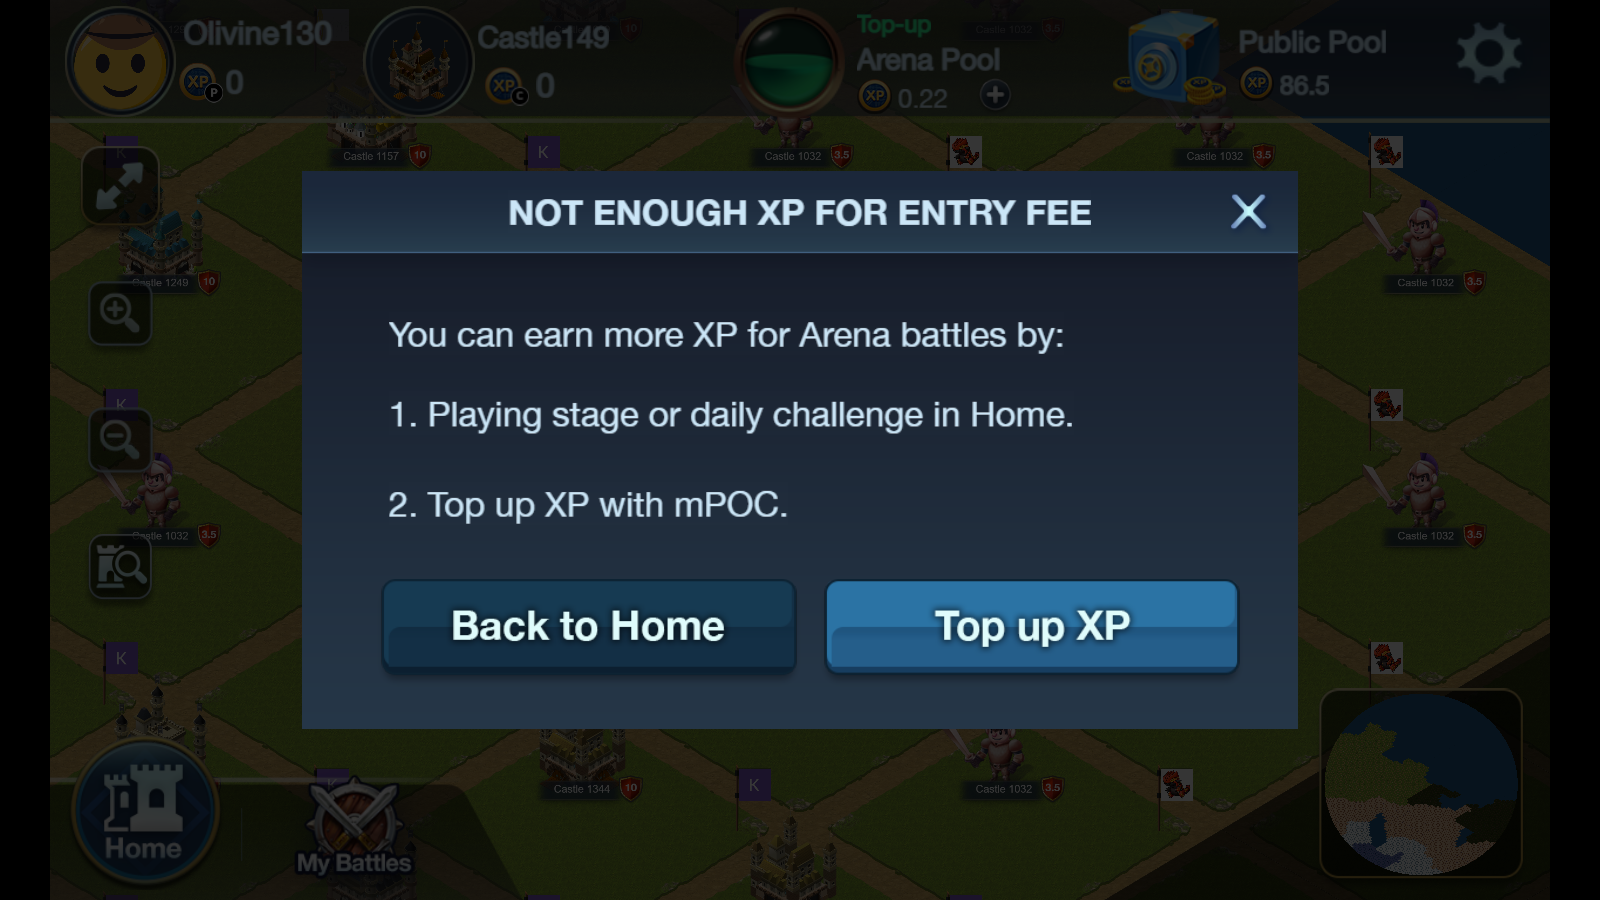 Olivine130
XP P 0
Castle149
XP C 0
10
Top-up
Arena Pool
XP 0.22
Castle 1032 3.5
Public Pool
XP 86.5
K
Castle 1157 10
K
Castle 1032 3.5
Castle 1032 3.5
NOT ENOUGH XP FOR ENTRY FEE
You can earn more XP for Arena battles by:
1. Playing stage or daily challenge in Home.
2. Top up XP with mPOC.
Back to Home
Top up XP
Castle 1249 10
Castle 1032 3.5
K
Castle 1032 3.5
Castle 1032 3.5
K
Home
My Battles
Castle 1344 10
K
Castle 1032 3.5